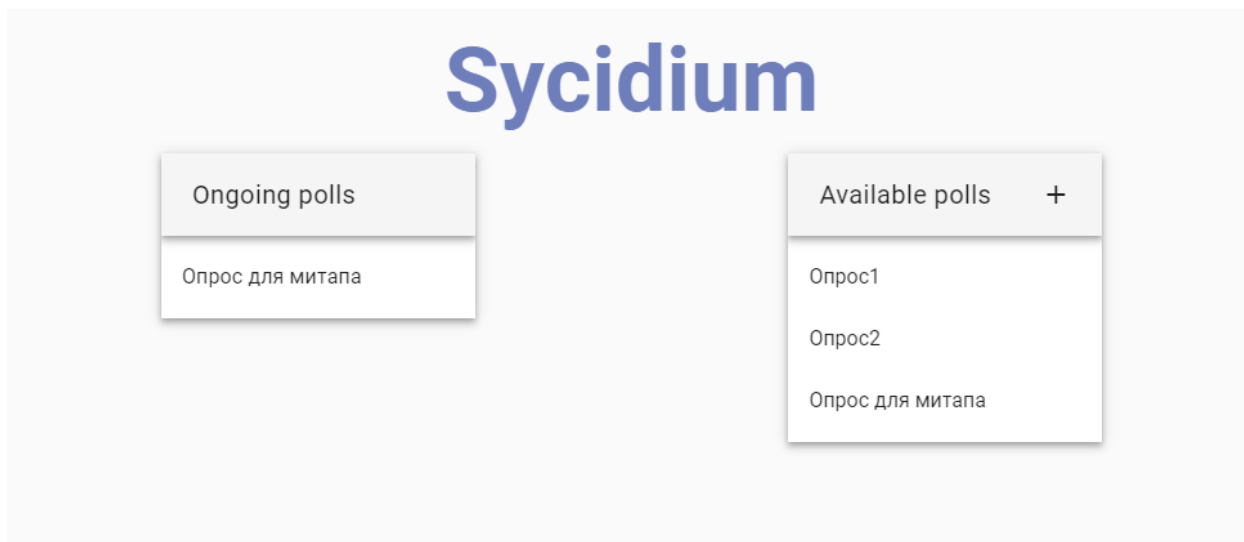 Sycidium
Ongoing polls
Опрос для митапа
Available polls +
Опрос1
Опрос2
Опрос для митапа